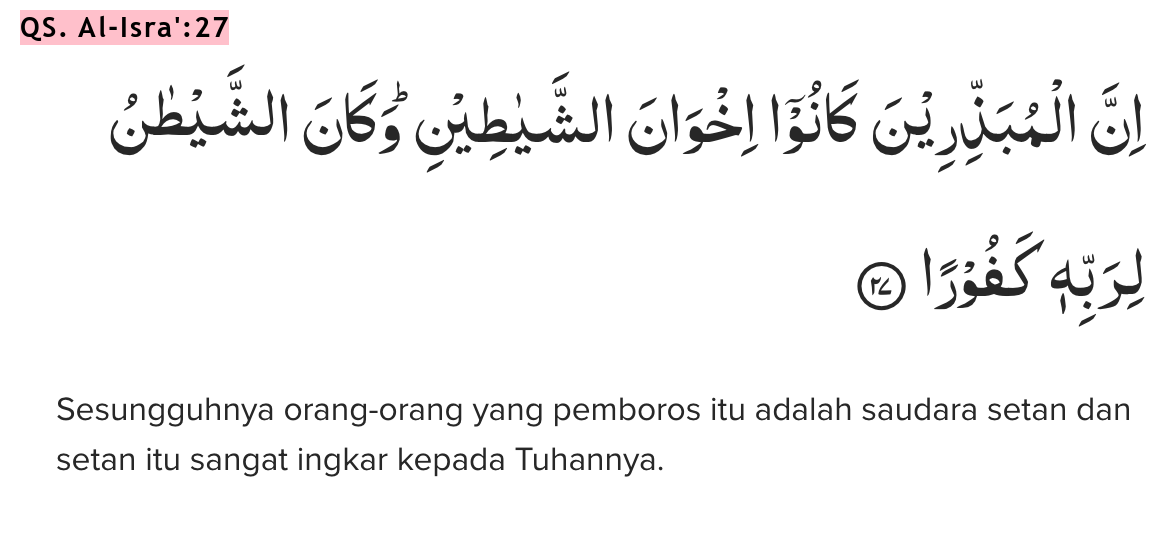 QS. Al-Isra':27
اِنَّ الْمُبَذِّرِيْنَ كَانُوْٓا اِخْوَانَ الشَّيٰطِيْنِ ۗوَكَانَ الشَّيْطٰنُ
لِرَبِّهٖ كَفُوْرًا ٢٧
Sesungguhnya orang-orang yang pemboros itu adalah saudara setan dan
setan itu sangat ingkar kepada Tuhannya.